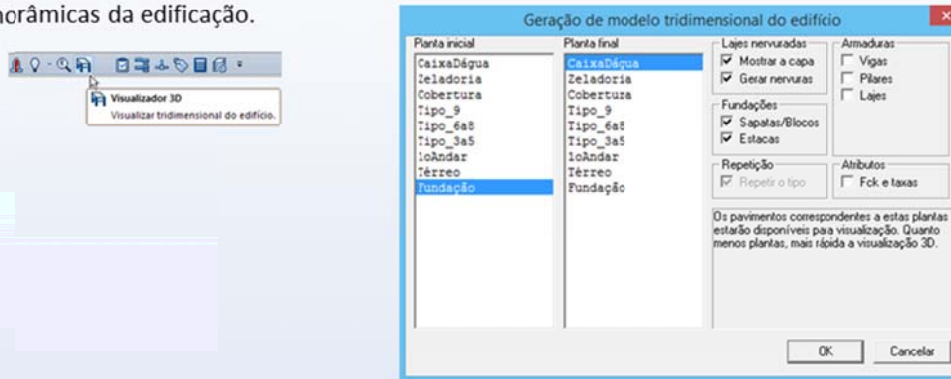 norâmicas da edificação.
Visualizador 3D
Visualizar tridimensional do edifício.
Geração de modelo tridimensional do edifício
Planta inicial
CaixaDágua
Zeladoria
Cobertura
Tipo_9
Tipo_6a8
Tipo_3a5
1oAndar
Térreo
Fundação
Planta final
CaixaDágua
Zeladoria
Cobertura
Tipo_9
Tipo_6a8
Tipo_3a5
1oAndar
Térreo
Fundação
Lajes nervuradas
Mostrar a capa
Gerar nervuras
Fundações
Sapatas/Blocos
Estacas
Repetição
Repetir o tipo
Armaduras
Vigas
Pilares
Lajes
Atributos
Fck e taxas
Os pavimentos correspondentes a estas plantas
estarão disponíveis para visualização. Quanto
menos plantas, mais rápida a visualização 3D.
OK
Cancelar